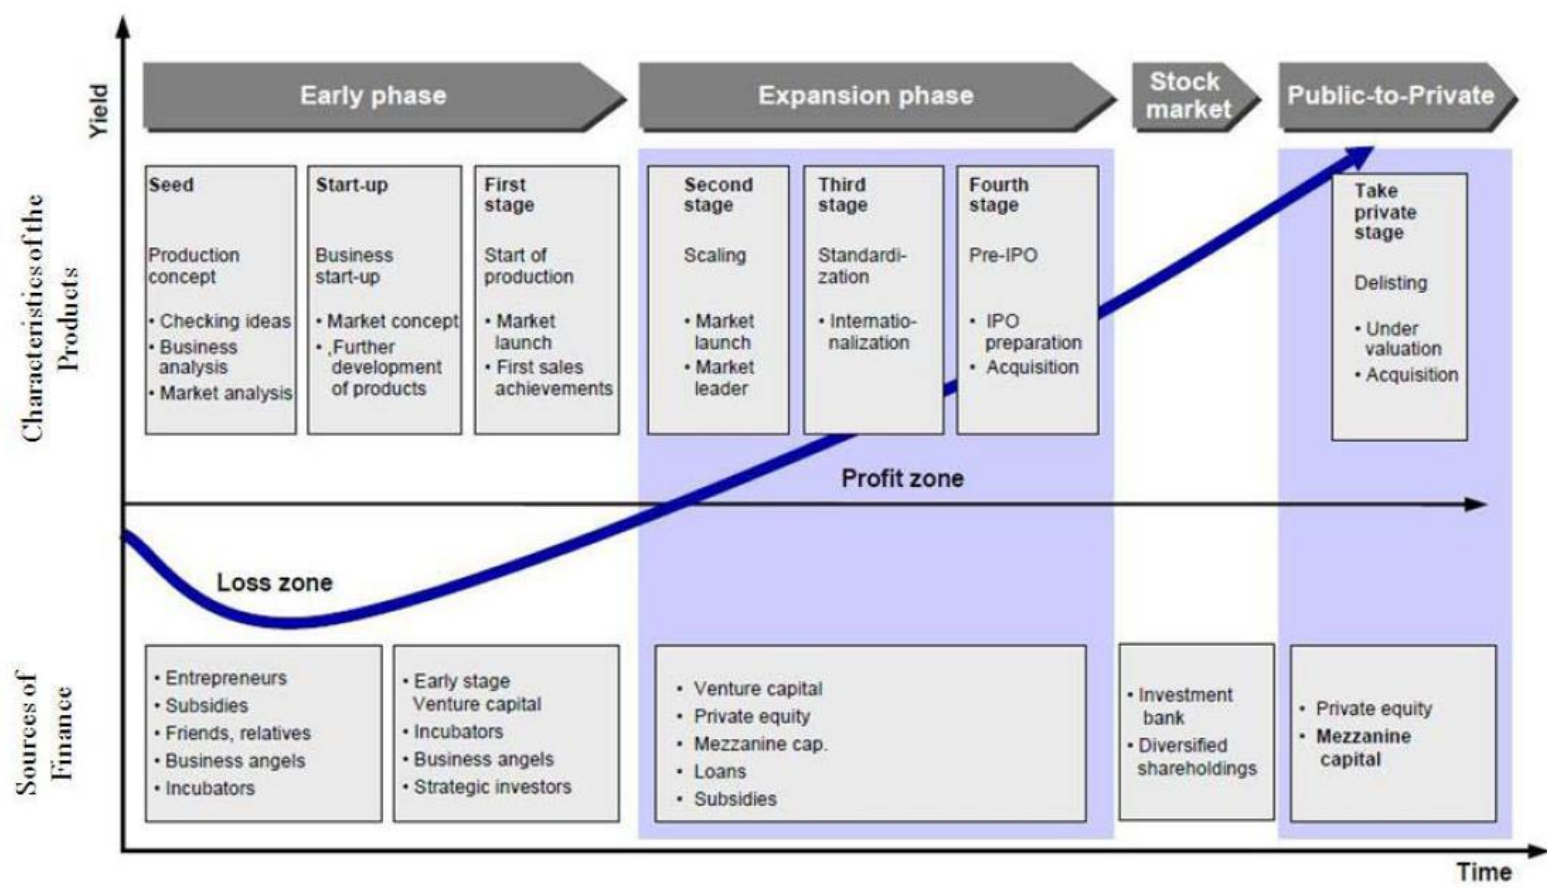 Yield
Early phase
Expansion phase
Stock
market
Public-to-Private
Characteristics of the
Products
Seed
Production
concept
• Checking ideas
• Business
analysis
• Market analysis
Start-up
Business
start-up
• Market concept
• ,Further
development
of products
First
stage
Start of
production
• Market
launch
• First sales
achievements
Second
stage
Scaling
• Market
launch
• Market
leader
Third
stage
Standardi-
zation
• Internatio-
nalization
Fourth
stage
Pre-IPO
• IPO
preparation
• Acquisition
Take
private
stage
Delisting
• Under
valuation
• Acquisition
Profit zone
Loss zone
Sources of
Finance
• Entrepreneurs
• Subsidies
• Friends, relatives
• Business angels
• Incubators
• Early stage
Venture capital
• Incubators
• Business angels
• Strategic investors
• Venture capital
• Private equity
• Mezzanine cap.
• Loans
• Subsidies
• Investment
bank
• Diversified
shareholdings
• Private equity
• Mezzanine
capital
Time